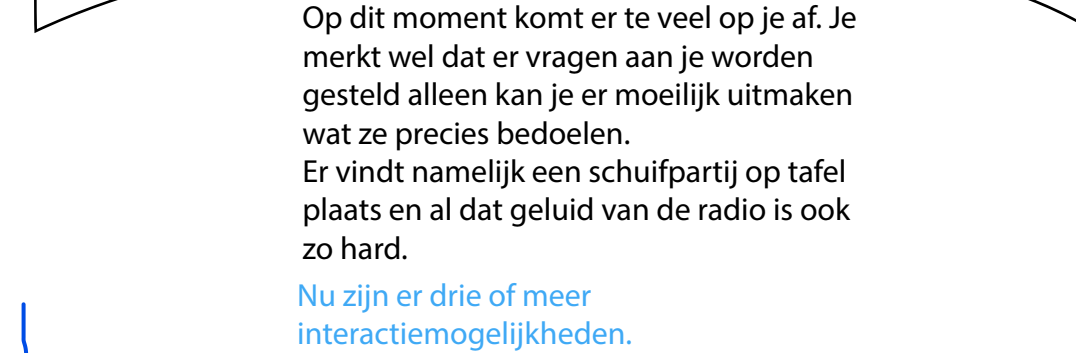 Op dit moment komt er te veel op je af. Je
merkt wel dat er vragen aan je worden
gesteld alleen kan je er moeilijk uitmaken
wat ze precies bedoelen.
Er vindt namelijk een schuifpartij op tafel
plaats en al dat geluid van de radio is ook
zo hard.
Nu zijn er drie of meer
interactiemogelijkheden.